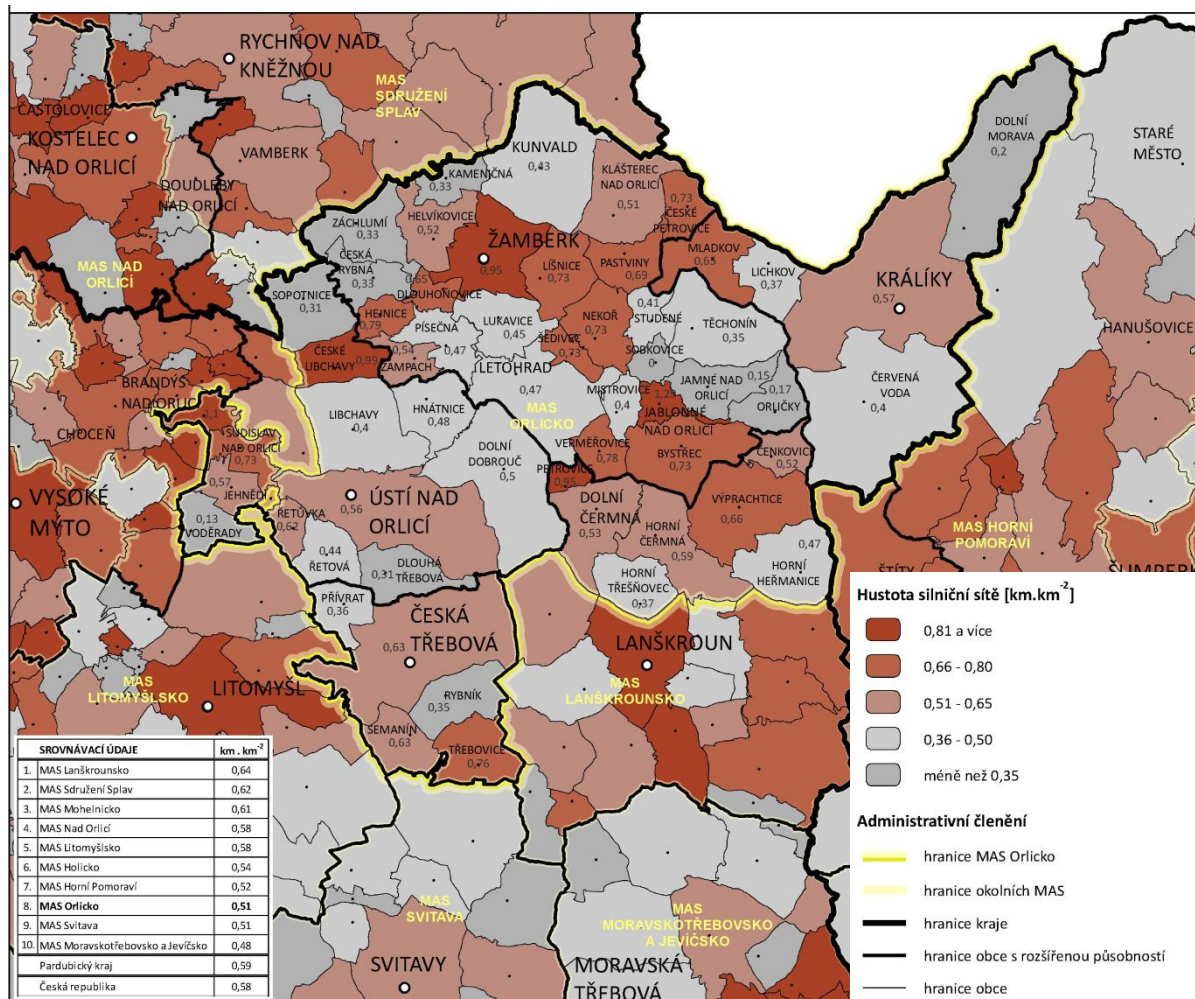 RYCHNOV NAD
KNĚŽNOU
MAS
SDRUŽENÍ
SPLAV
ČASTOLOVICE
KOSTELEC
NAD ORLICÍ
VAMBERK
DOUDLEBY
NAD ORLICÍ
MAS NAD
ORLICÍ
KUNVALD
0,43
KAMENIČNÁ
0,33
KLÁŠTEREC
NAD ORLICÍ
0,51
DOLNÍ
MORAVA
0,2
STARÉ
MĚSTO
ZÁCHLUMÍ
0,33
HELVÍKOVICE
0,52
0,73
ČESKÉ
PETROVICE
ČESKÁ
RYBNÁ
0,33
ŽAMBERK
0,95
LÍŠNICE
0,73
PASTVINY
0,69
MLADKOV
0,65
LICHKOV
0,37
KRÁLÍKY
0,57
SOPOTNICE
0,31
0,65
DLOUHOŇOVICE
HEJNICE
0,79
PÍSEČNÁ
0,47
LUKAVICE
0,45
NEKOŘ
0,73
0,41
STUDENÉ
TĚCHONÍN
0,35
HANUŠOVICE
ČESKÉ
LIBCHAVY
0,99
0,54
ŽAMPACH
ŠEDIVEC
0,73
SOBKOVICE
0
LETOHRAD
0,47
MAS
ORLICKO
MISTROVICE
0,4
JAMNÉ NAD
ORLICÍ
0,15
0,17
ORLIČKY
ČERVENÁ
VODA
0,4
BRANDÝS
NAD ORLICÍ
CHOCEŇ
1,1
SUDISLAV
NAD ORLICÍ
0,73
LIBCHAVY
0,4
HNÁTNICE
0,48
DOLNÍ
DOBROUČ
0,5
JABLONNÉ
NAD ORLICÍ
VERMĚŘOVICE
0,78
BYSTŘEC
0,73
ČENKOVICE
0,52
PETROVICE
0,95
VYSOKÉ
MÝTO
0,57
JEHNĚDÍ
0,13
VODĚRADY
ŘETŮVKA
0,62
ÚSTÍ NAD
ORLICÍ
0,56
DOLNÍ
ČERMNÁ
0,53
HORNÍ
ČERMNÁ
0,59
VÝPRACHTICE
0,66
MAS HORNÍ
POMORAVÍ
0,44
ŘETOVÁ
0,31
DLOUHÁ
TŘEBOVÁ
HORNÍ
TŘEŠŇOVEC
0,37
0,47
HORNÍ
HEŘMANICE
ŠTÍTY
ŠUMPERK
PŘÍVRAT
0,36
ČESKÁ
TŘEBOVÁ
0,63
LANŠKROUN
MAS
LANŠKROUNSKO
MAS
LITOMYŠLSKO
LITOMYŠL
RYBNÍK
0,35
SEMANÍN
0,63
TŘEBOVICE
0,76
MAS
SVITAVA
SVITAVY
MAS
MORAVSKOTŘEBOVSKO
A JEVÍČSKO
MORAVSKÁ
TŘEBOVÁ
SROVNÁVACÍ ÚDAJE km . km-2
1. MAS Lanškrounsko 0,64
2. MAS Sdružení Splav 0,62
3. MAS Mohelnicko 0,61
4. MAS Nad Orlicí 0,58
5. MAS Litomyšlsko 0,58
6. MAS Holicko 0,54
7. MAS Horní Pomoraví 0,52
8. MAS Orlicko 0,51
9. MAS Svitava 0,51
10. MAS Moravskotřebovsko a Jevíčsko 0,48
Pardubický kraj 0,59
Česká republika 0,58
Hustota silniční sítě [km.km-2]
0,81 a více
0,66 - 0,80
0,51 - 0,65
0,36 - 0,50
méně než 0,35
Administrativní členění
hranice MAS Orlicko
hranice okolních MAS
hranice kraje
hranice obce s rozšířenou působností
hranice obce